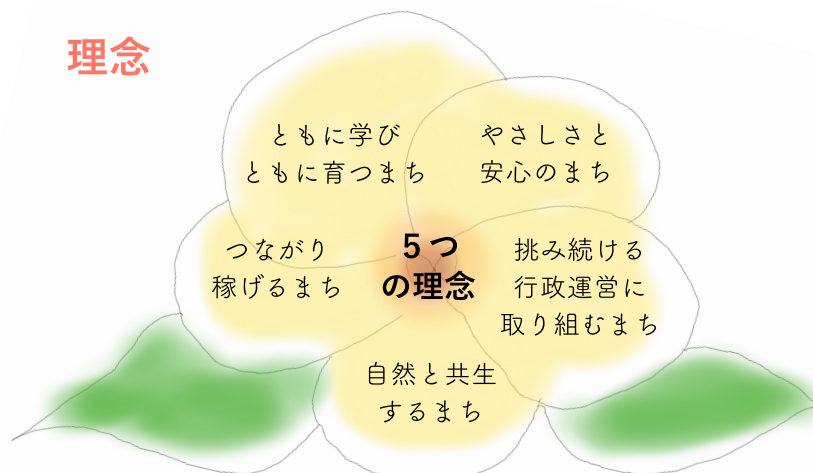 理念
ともに学び
ともに育つまち
やさしさと
安心のまち
つながり
稼げるまち
5つ
の理念
挑み続ける
行政運営に
取り組むまち
自然と共生
するまち